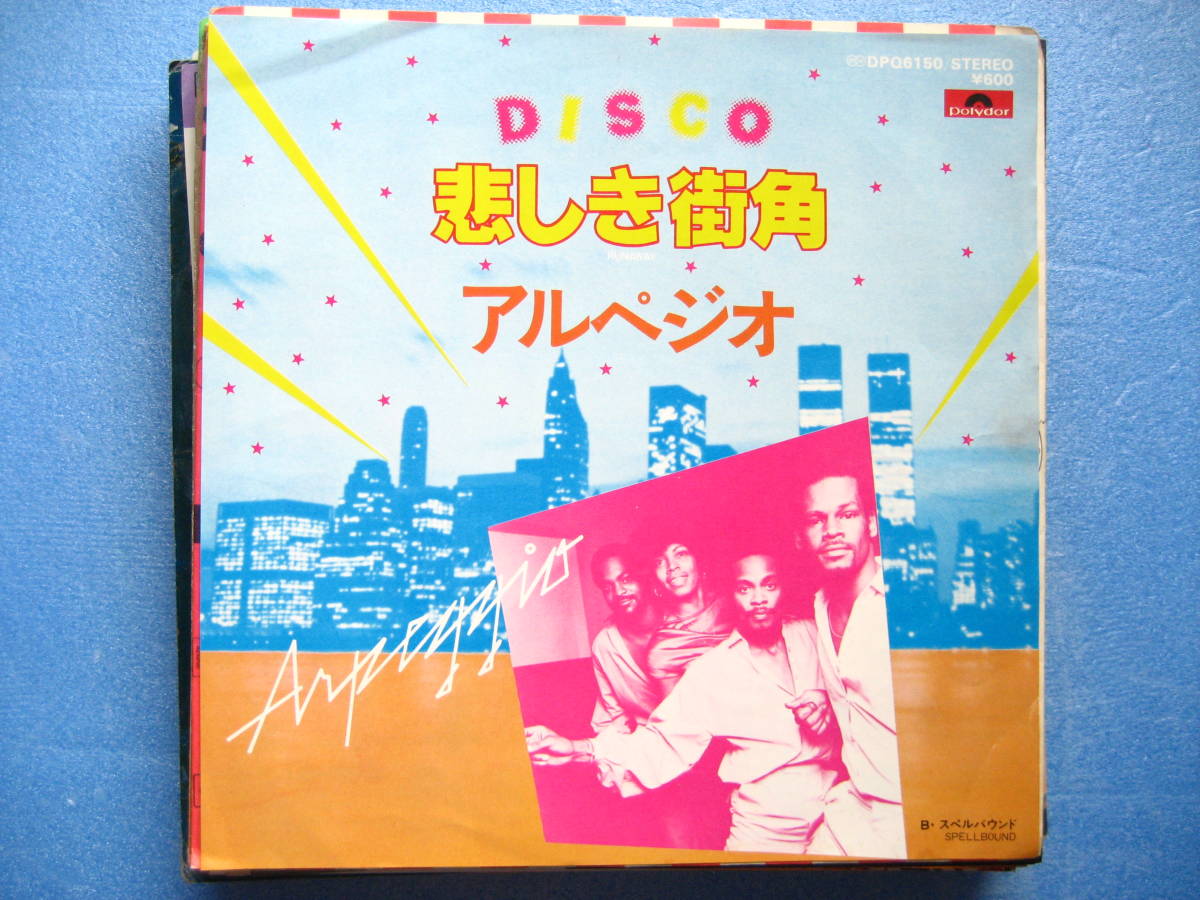 DPQ6150 STEREO
¥600
polydor
DISCO
悲しき街角
RUNAWAY
アルペジオ
Arpeggio
B・スペルバウンド
SPELLBOUND